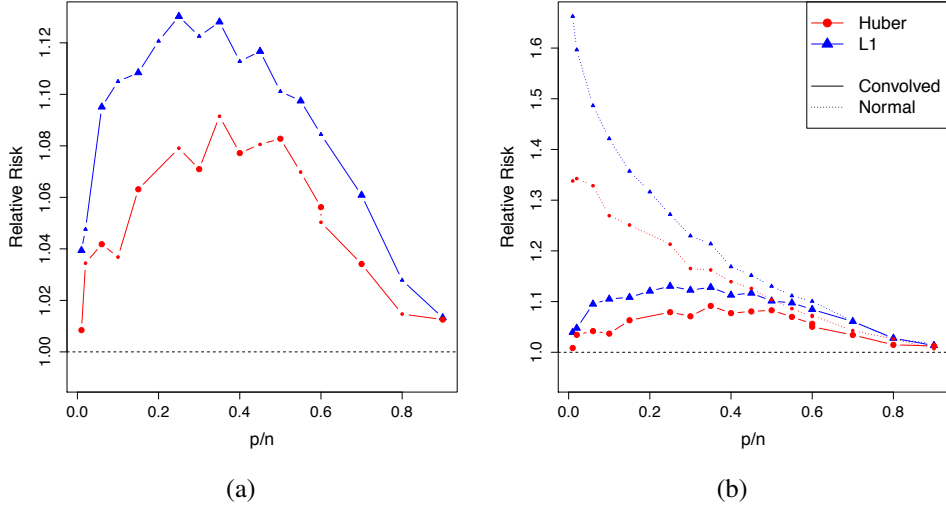 Relative Risk
1.00
1.02
1.04
1.06
1.08
1.10
1.12
0.0 0.2 0.4 0.6 0.8
p/n
(a)
Relative Risk
1.0
1.1
1.2
1.3
1.4
1.5
1.6
0.0 0.2 0.4 0.6 0.8
p/n
Huber
L1
Convolved
Normal
(b)